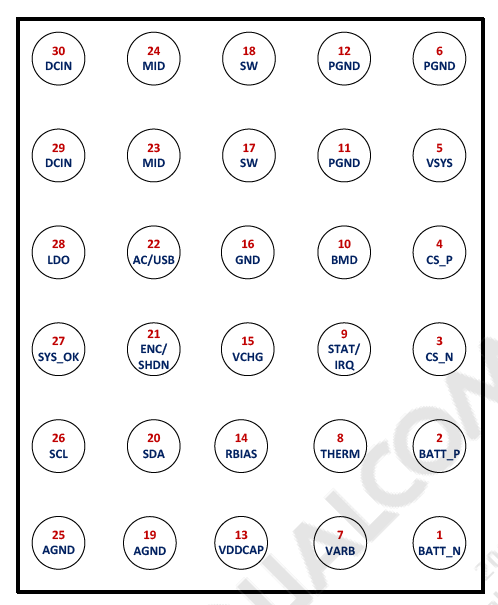 30 24 18 12 6
DCIN MID SW PGND PGND
29 23 17 11 5
DCIN MID SW PGND VSYS
28 22 16 10 4
LDO AC/USB GND BMD CS_P
27 21 15 9 3
SYS_OK ENC/ SHDN VCHG STAT/ IRQ CS_N
26 20 14 8 2
SCL SDA RBIAS THERM BATT_P
25 19 13 7 1
AGND AGND VDDCAP VARB BATT_N